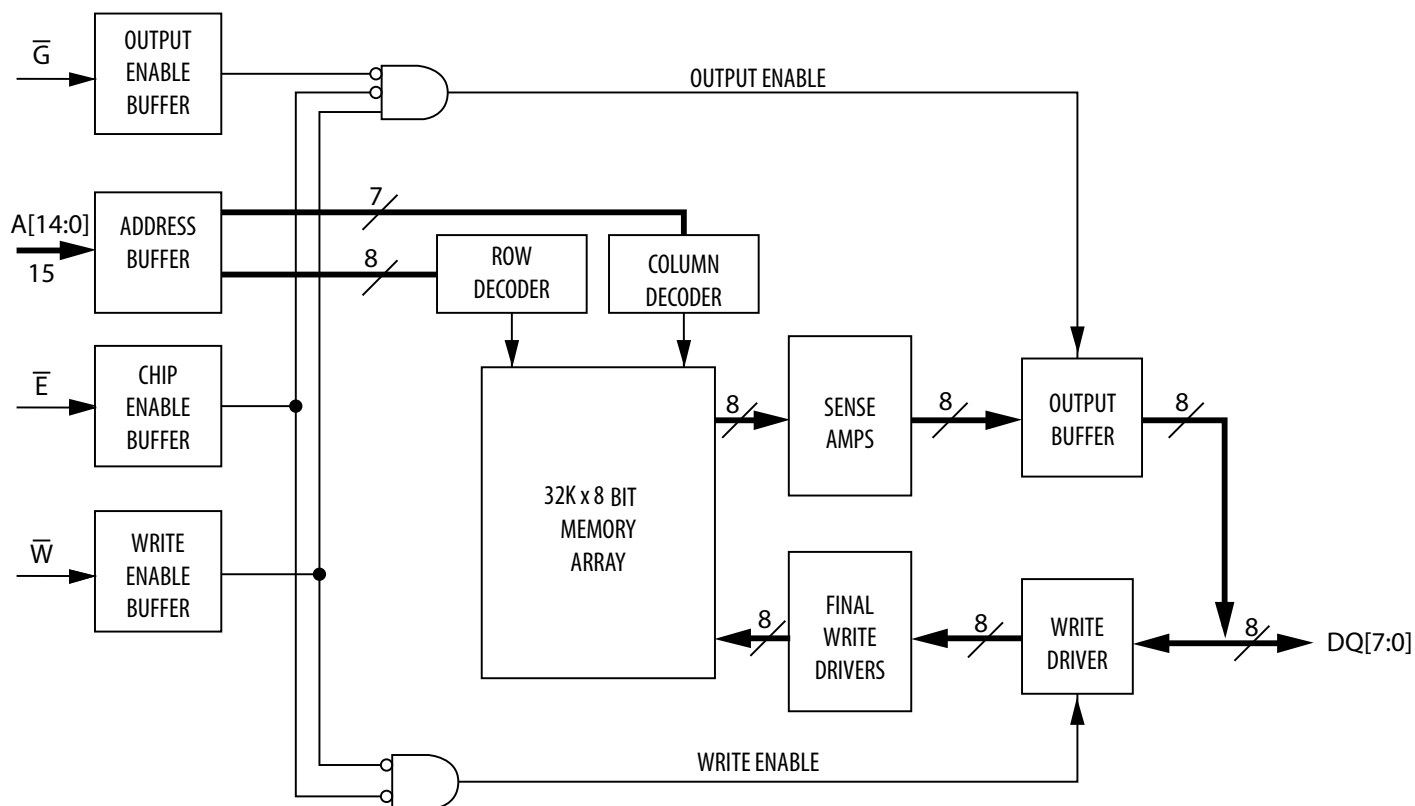 G̅
OUTPUT
ENABLE
BUFFER
OUTPUT ENABLE
A[14:0]
15
ADDRESS
BUFFER
7
8
ROW
DECODER
COLUMN
DECODER
E̅
CHIP
ENABLE
BUFFER
W̅
WRITE
ENABLE
BUFFER
32K x 8 BIT
MEMORY
ARRAY
8
SENSE
AMPS
8
OUTPUT
BUFFER
8
8
FINAL
WRITE
DRIVERS
8
WRITE
DRIVER
8
DQ[7:0]
WRITE ENABLE